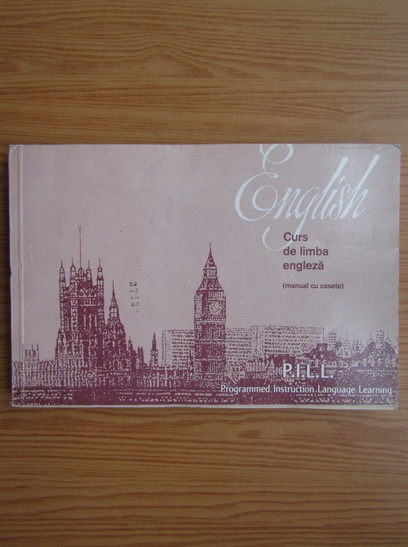 English
Curs
de limba
engleză
(manual cu casete)
P.I.L.L.
Programmed Instruction Language Learning